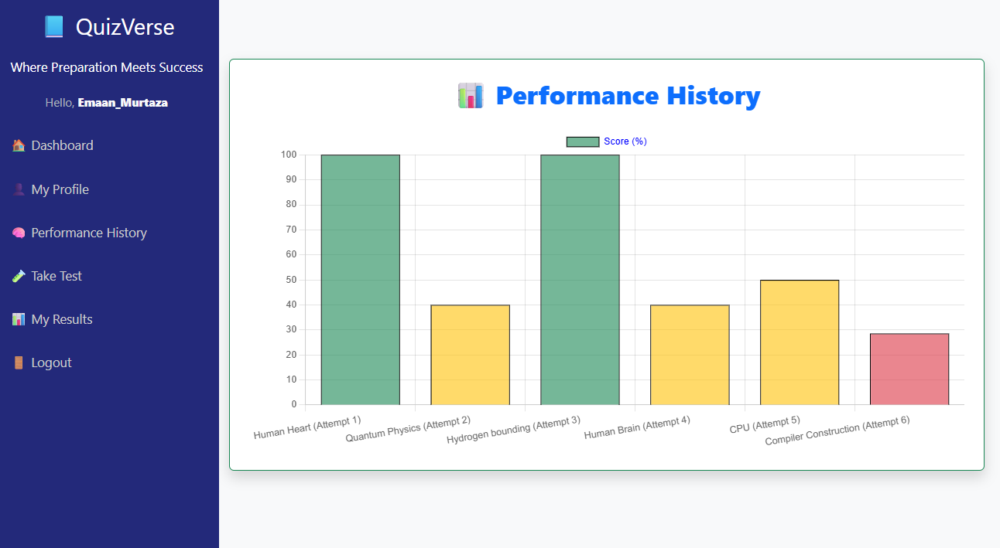 QuizVerse
Where Preparation Meets Success
Hello, Emaan_Murtaza
Dashboard
My Profile
Performance History
Take Test
My Results
Logout
Performance History
Score (%)
100
90
80
70
60
50
40
30
20
10
0
Human Heart (Attempt 1)
Quantum Physics (Attempt 2)
Hydrogen bounding (Attempt 3)
Human Brain (Attempt 4)
CPU (Attempt 5)
Compiler Construction (Attempt 6)